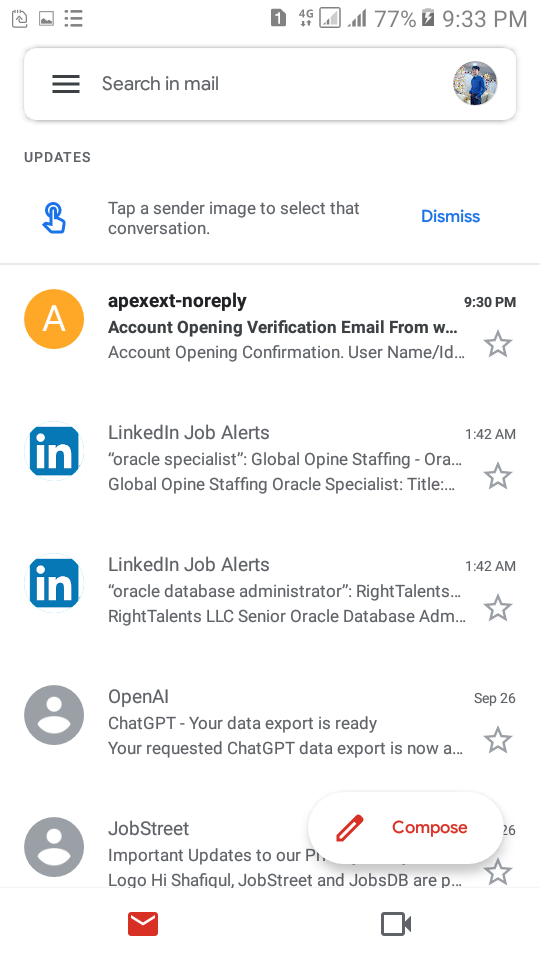 1 4G 77% 9:33 PM
Search in mail
UPDATES
Tap a sender image to select that
conversation.
Dismiss
A
apexext-noreply 9:30 PM
Account Opening Verification Email From w…
Account Opening Confirmation. User Name/Id…
in
LinkedIn Job Alerts 1:42 AM
“oracle specialist”: Global Opine Staffing - Ora…
Global Opine Staffing Oracle Specialist: Title:…
in
LinkedIn Job Alerts 1:42 AM
“oracle database administrator”: RightTalents…
RightTalents LLC Senior Oracle Database Adm…
OpenAI Sep 26
ChatGPT - Your data export is ready
Your requested ChatGPT data export is now a…
JobStreet 26
Compose
Important Updates to our
Logo Hi Shafiqul, JobStreet and JobsDB are p…